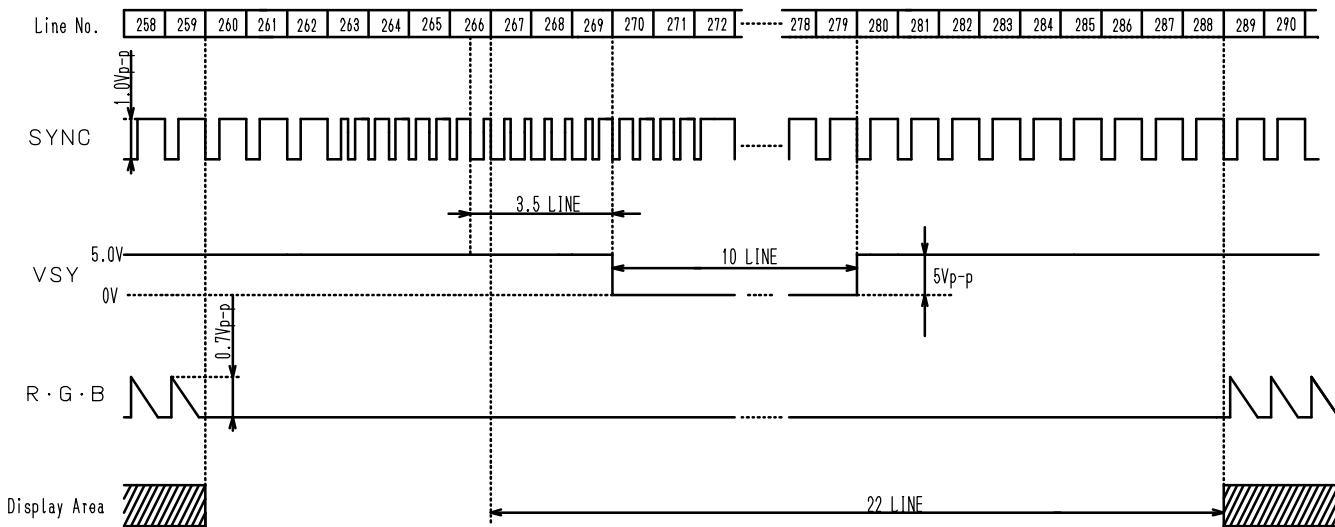 Line No. 258 259 260 261 262 263 264 265 266 267 268 269 270 271 272 278 279 280 281 282 283 284 285 286 287 288 289 290
1.0Vp-p
SYNC
3.5 LINE
5.0V
VSY
10 LINE
5Vp-p
0V
0.7Vp-p
R·G·B
Display Area
22 LINE